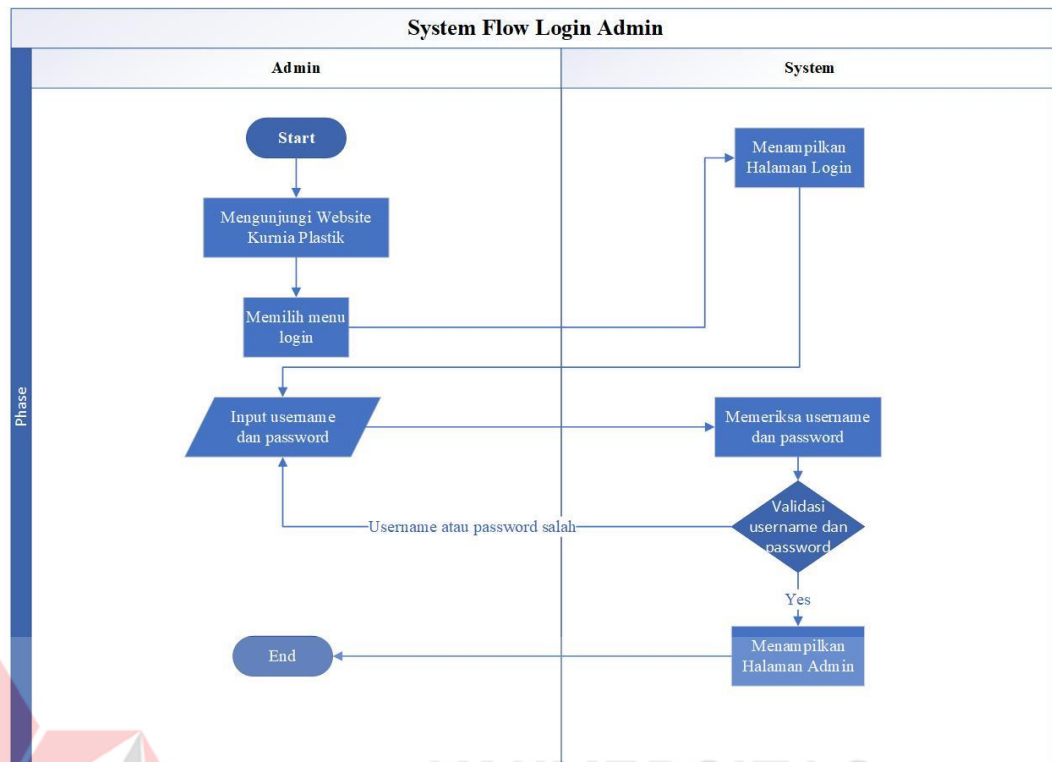 System Flow Login Admin
Admin
System
Phase
Start
Mengunjungi Website
Kurnia Plastik
Memilih menu
login
Menampilkan
Halaman Login
Input username
dan password
Memeriksa username
dan password
Validasi
username dan
password
Username atau password salah
Yes
Menampilkan
Halaman Admin
End